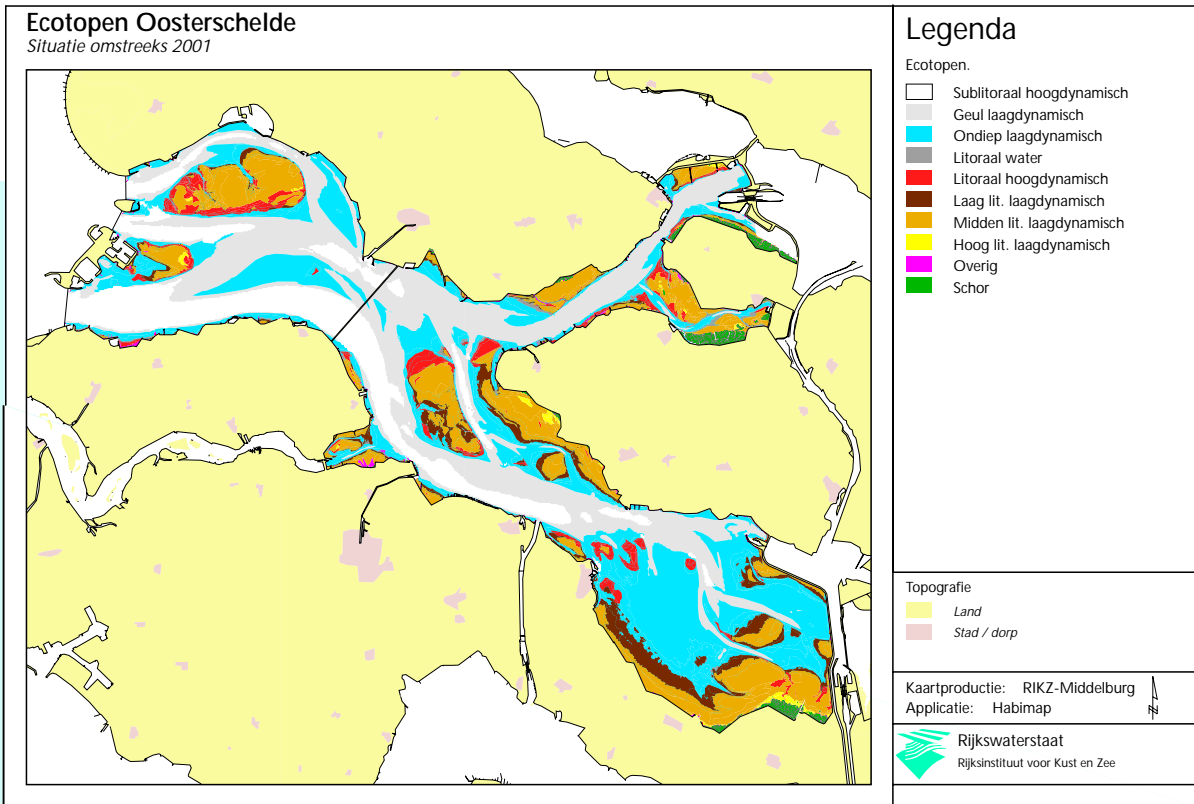 Ecotopen Oosterschelde
Situatie omstreeks 2001
Legenda
Ecotopen.
Sublitoraal hoogdynamisch
Geul laagdynamisch
Ondiep laagdynamisch
Litoraal water
Litoraal hoogdynamisch
Laag lit. laagdynamisch
Midden lit. laagdynamisch
Hoog lit. laagdynamisch
Overig
Schor
Topografie
Land
Stad / dorp
Kaartproductie: RIKZ-Middelburg
Applicatie: Habimap
N
Rijkswaterstaat
Rijksinstituut voor Kust en Zee